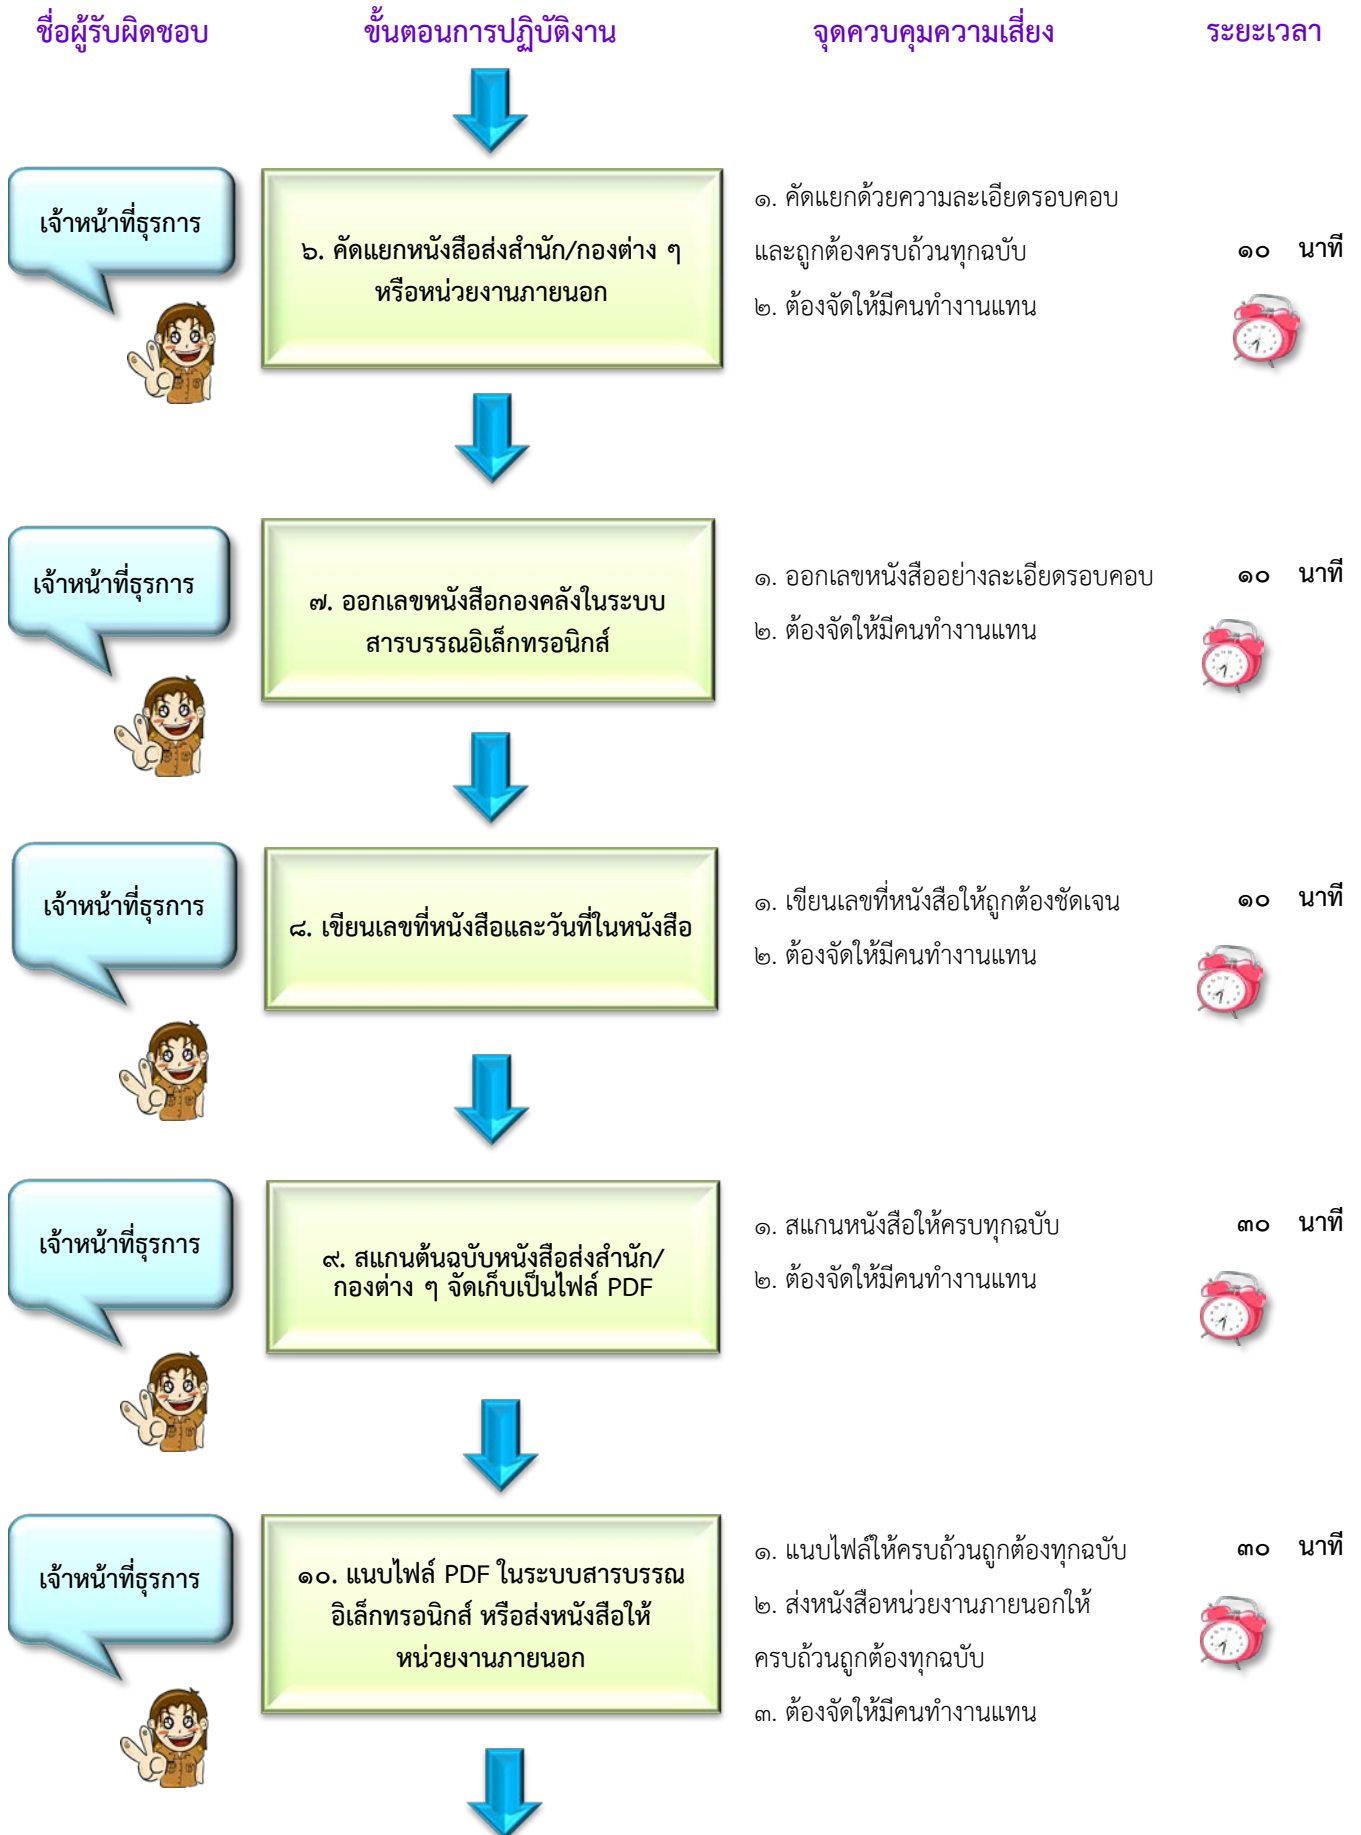 ชื่อผู้รับผิดชอบ ขั้นตอนการปฏิบัติงาน จุดควบคุมความเสี่ยง ระยะเวลา
เจ้าหน้าที่ธุรการ
๖. คัดแยกหนังสือส่งสำนัก/กองต่าง ๆ
หรือหน่วยงานภายนอก
๑. คัดแยกด้วยความละเอียดรอบคอบ
และถูกต้องครบถ้วนทุกฉบับ
๒. ต้องจัดให้มีคนทำงานแทน
๑๐ นาที
เจ้าหน้าที่ธุรการ
๗. ออกเลขหนังสือกองคลังในระบบ
สารบรรณอิเล็กทรอนิกส์
๑. ออกเลขหนังสืออย่างละเอียดรอบคอบ
๒. ต้องจัดให้มีคนทำงานแทน
๑๐ นาที
เจ้าหน้าที่ธุรการ
๘. เขียนเลขที่หนังสือและวันที่ในหนังสือ
๑. เขียนเลขที่หนังสือให้ถูกต้องชัดเจน
๒. ต้องจัดให้มีคนทำงานแทน
๑๐ นาที
เจ้าหน้าที่ธุรการ
๙. สแกนต้นฉบับหนังสือส่งสำนัก/
กองต่าง ๆ จัดเก็บเป็นไฟล์ PDF
๑. สแกนหนังสือให้ครบทุกฉบับ
๒. ต้องจัดให้มีคนทำงานแทน
๓๐ นาที
เจ้าหน้าที่ธุรการ
๑๐. แนบไฟล์ PDF ในระบบสารบรรณ
อิเล็กทรอนิกส์ หรือส่งหนังสือให้
หน่วยงานภายนอก
๑. แนบไฟล์ให้ครบถ้วนถูกต้องทุกฉบับ
๒. ส่งหนังสือหน่วยงานภายนอกให้
ครบถ้วนถูกต้องทุกฉบับ
๓. ต้องจัดให้มีคนทำงานแทน
๓๐ นาที